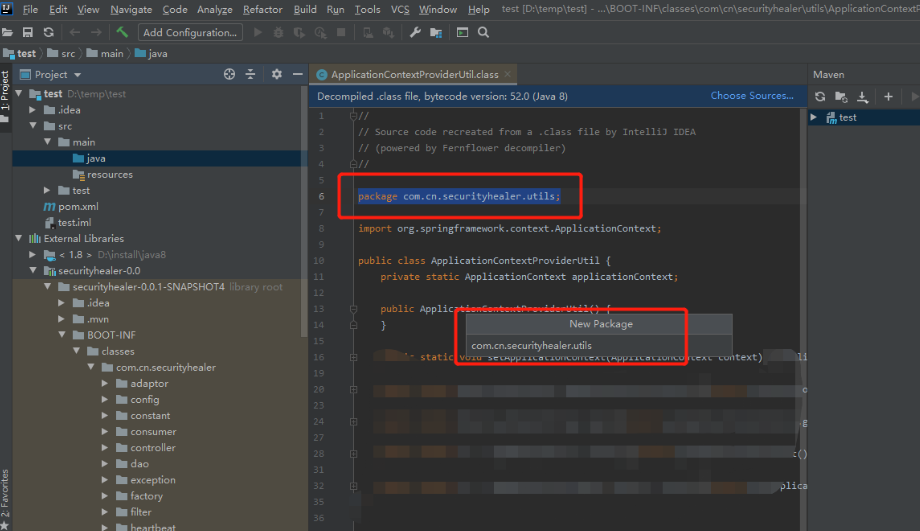 File Edit View Navigate Code Analyze Refactor Build Run Tools VCS Window Help test [D:\temp\test] - ...\BOOT-INF\classes\com\cn\securityhealer\utils\ApplicationContextP
Add Configuration...
test src main java
Project
ApplicationContextProviderUtil.class
Maven
1: Project
Decompiled .class file, bytecode version: 52.0 (Java 8) Choose Sources...
test D:\temp\test
.idea
src
main
java
resources
test
pom.xml
test.iml
External Libraries
< 1.8 > D:\install\java8
securityhealer-0.0
securityhealer-0.0.1-SNAPSHOT4 library root
.idea
.mvn
BOOT-INF
classes
com.cn.securityhealer
adaptor
config
constant
consumer
controller
dao
exception
factory
filter
heartbeat
2: Favorites
1 //
2 // Source code recreated from a .class file by IntelliJ IDEA
3 // (powered by Fernflower decompiler)
4 //
5
6 package com.cn.securityhealer.utils;
7
8 import org.springframework.context.ApplicationContext;
9
10 public class ApplicationContextProviderUtil {
11 private static ApplicationContext applicationContext;
12
13 public ApplicationContextProviderUtil() {
14 }
15
16 static void setApplicationContext(ApplicationContext context)
20
23
24
27
28
31
32
35
36
New Package
com.cn.securityhealer.utils
test